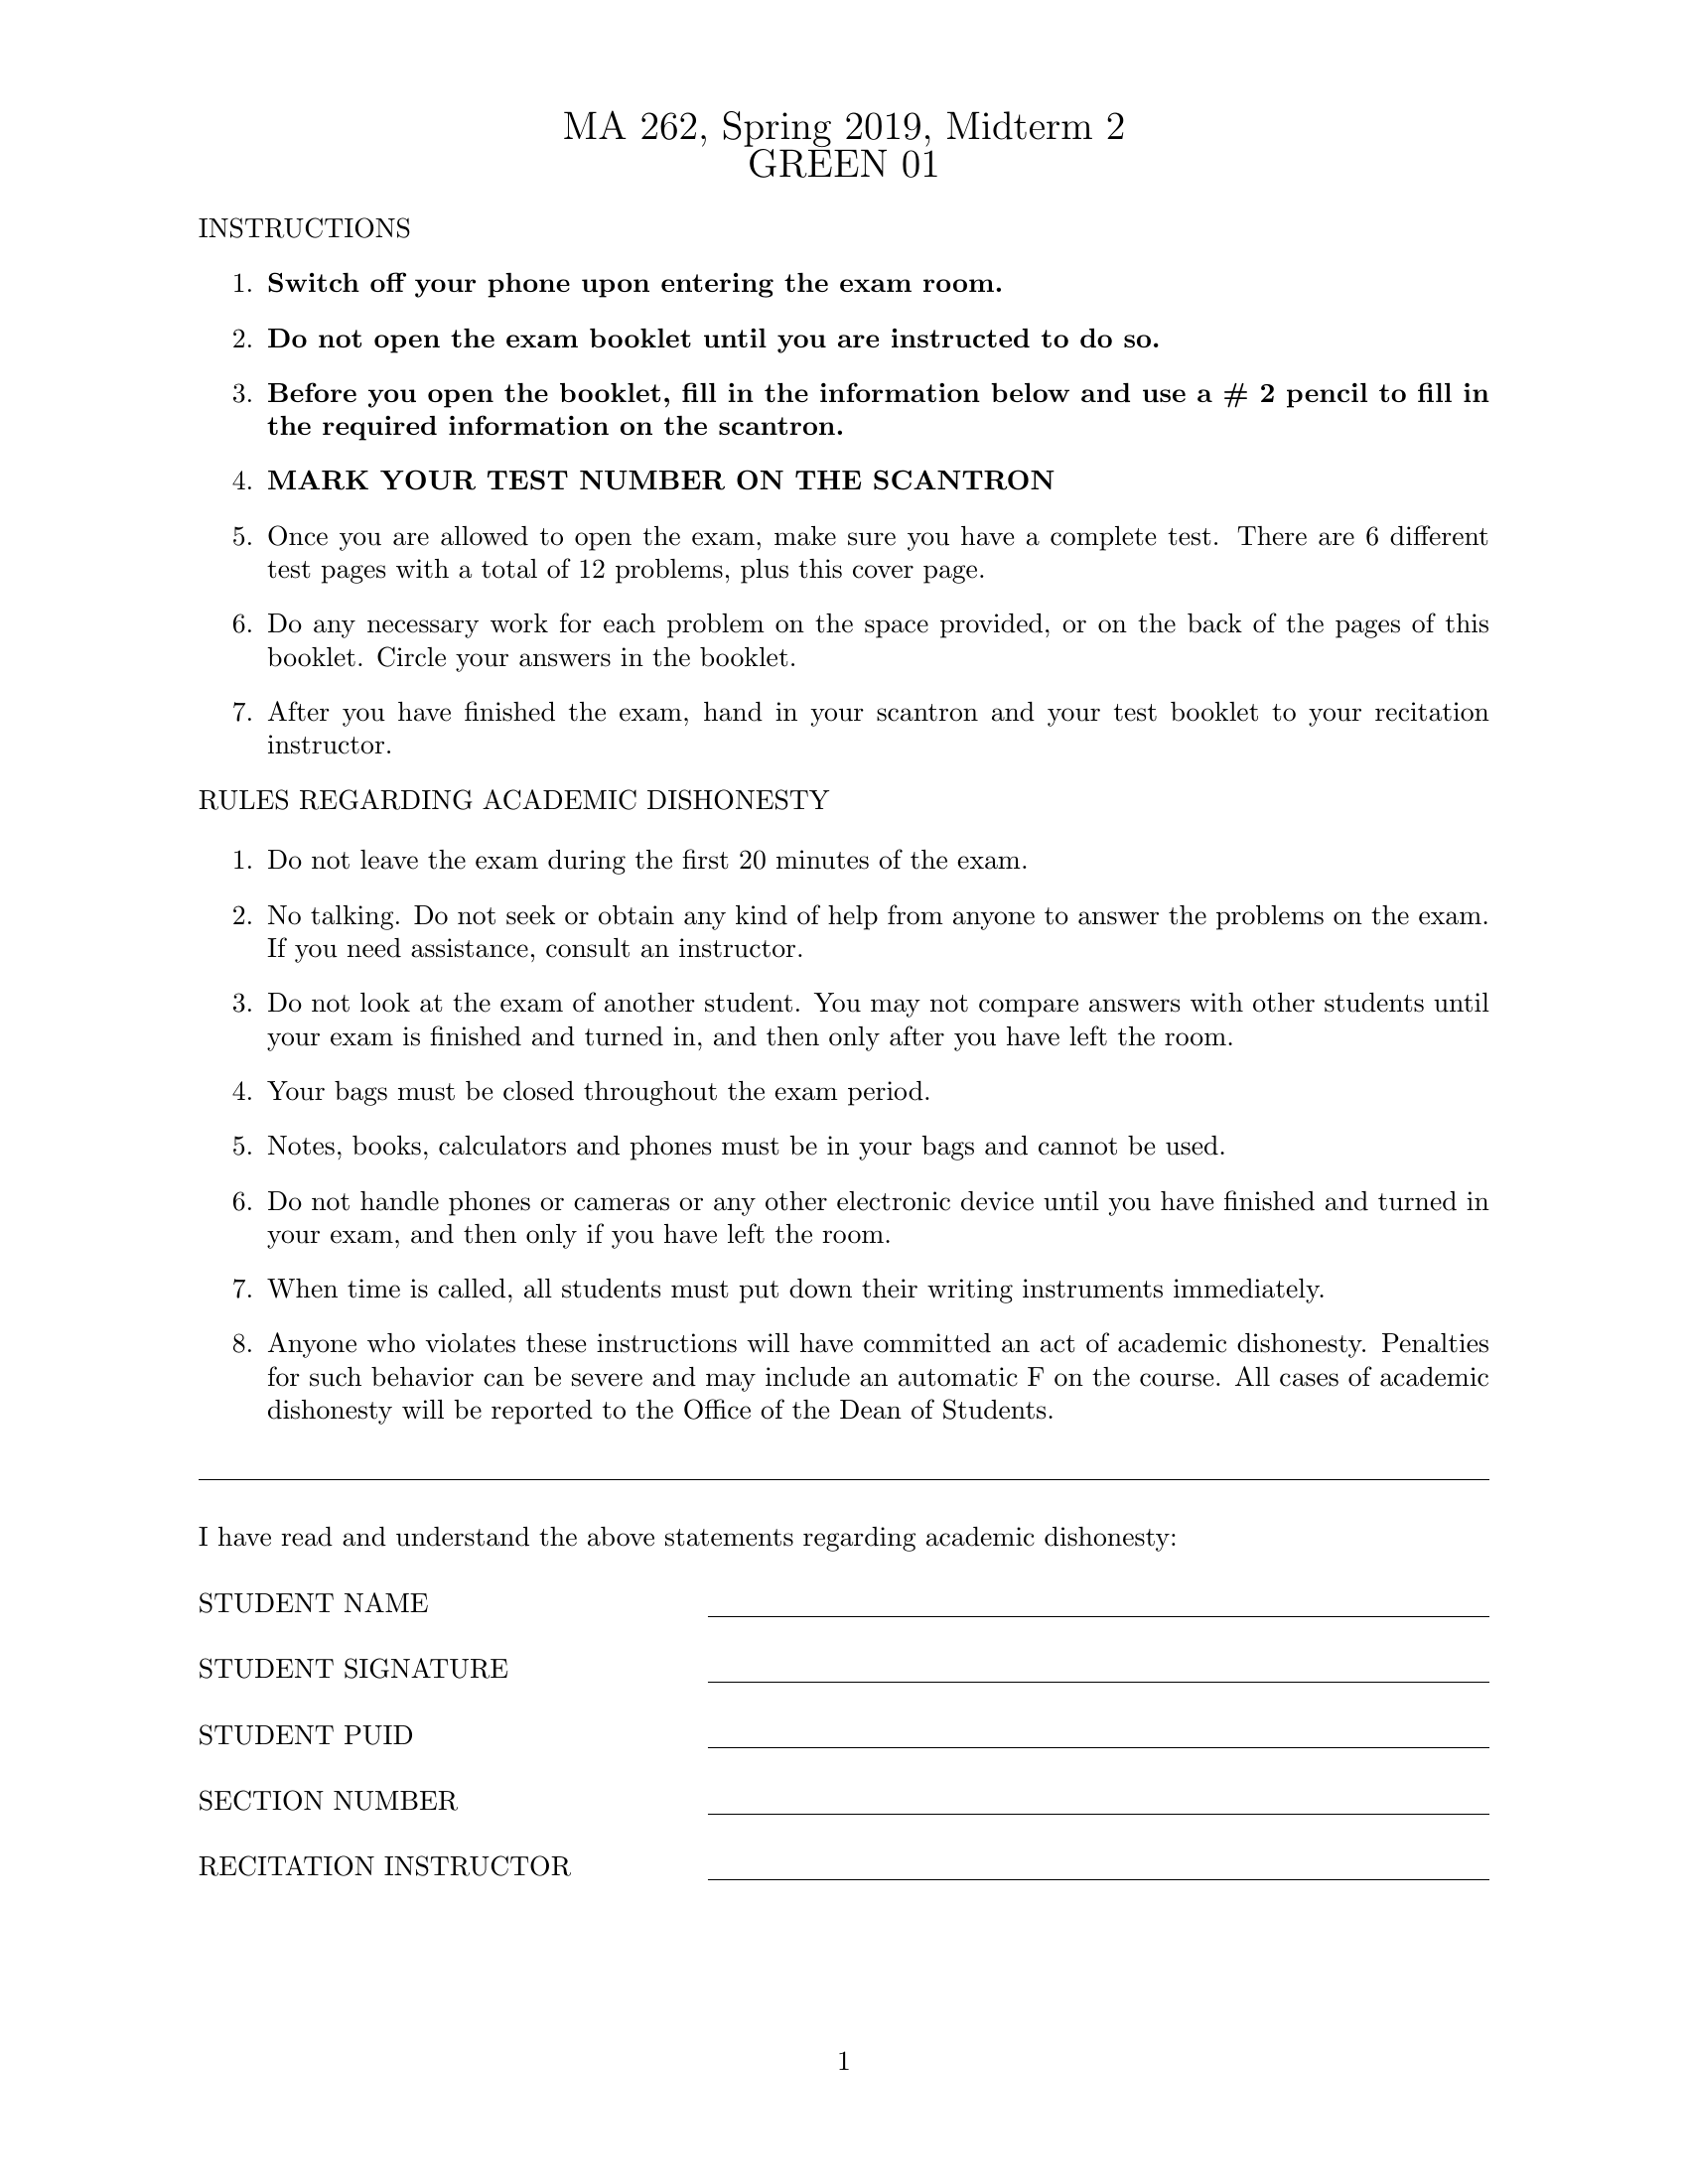 MA 262, Spring 2019, Midterm 2
GREEN 01
INSTRUCTIONS
1. Switch off your phone upon entering the exam room.
2. Do not open the exam booklet until you are instructed to do so.
3. Before you open the booklet, fill in the information below and use a # 2 pencil to fill in
the required information on the scantron.
4. MARK YOUR TEST NUMBER ON THE SCANTRON
5. Once you are allowed to open the exam, make sure you have a complete test. There are 6 different
test pages with a total of 12 problems, plus this cover page.
6. Do any necessary work for each problem on the space provided, or on the back of the pages of this
booklet. Circle your answers in the booklet.
7. After you have finished the exam, hand in your scantron and your test booklet to your recitation
instructor.
RULES REGARDING ACADEMIC DISHONESTY
1. Do not leave the exam during the first 20 minutes of the exam.
2. No talking. Do not seek or obtain any kind of help from anyone to answer the problems on the exam.
If you need assistance, consult an instructor.
3. Do not look at the exam of another student. You may not compare answers with other students until
your exam is finished and turned in, and then only after you have left the room.
4. Your bags must be closed throughout the exam period.
5. Notes, books, calculators and phones must be in your bags and cannot be used.
6. Do not handle phones or cameras or any other electronic device until you have finished and turned in
your exam, and then only if you have left the room.
7. When time is called, all students must put down their writing instruments immediately.
8. Anyone who violates these instructions will have committed an act of academic dishonesty. Penalties
for such behavior can be severe and may include an automatic F on the course. All cases of academic
dishonesty will be reported to the Office of the Dean of Students.
I have read and understand the above statements regarding academic dishonesty:
STUDENT NAME
STUDENT SIGNATURE
STUDENT PUID
SECTION NUMBER
RECITATION INSTRUCTOR
1